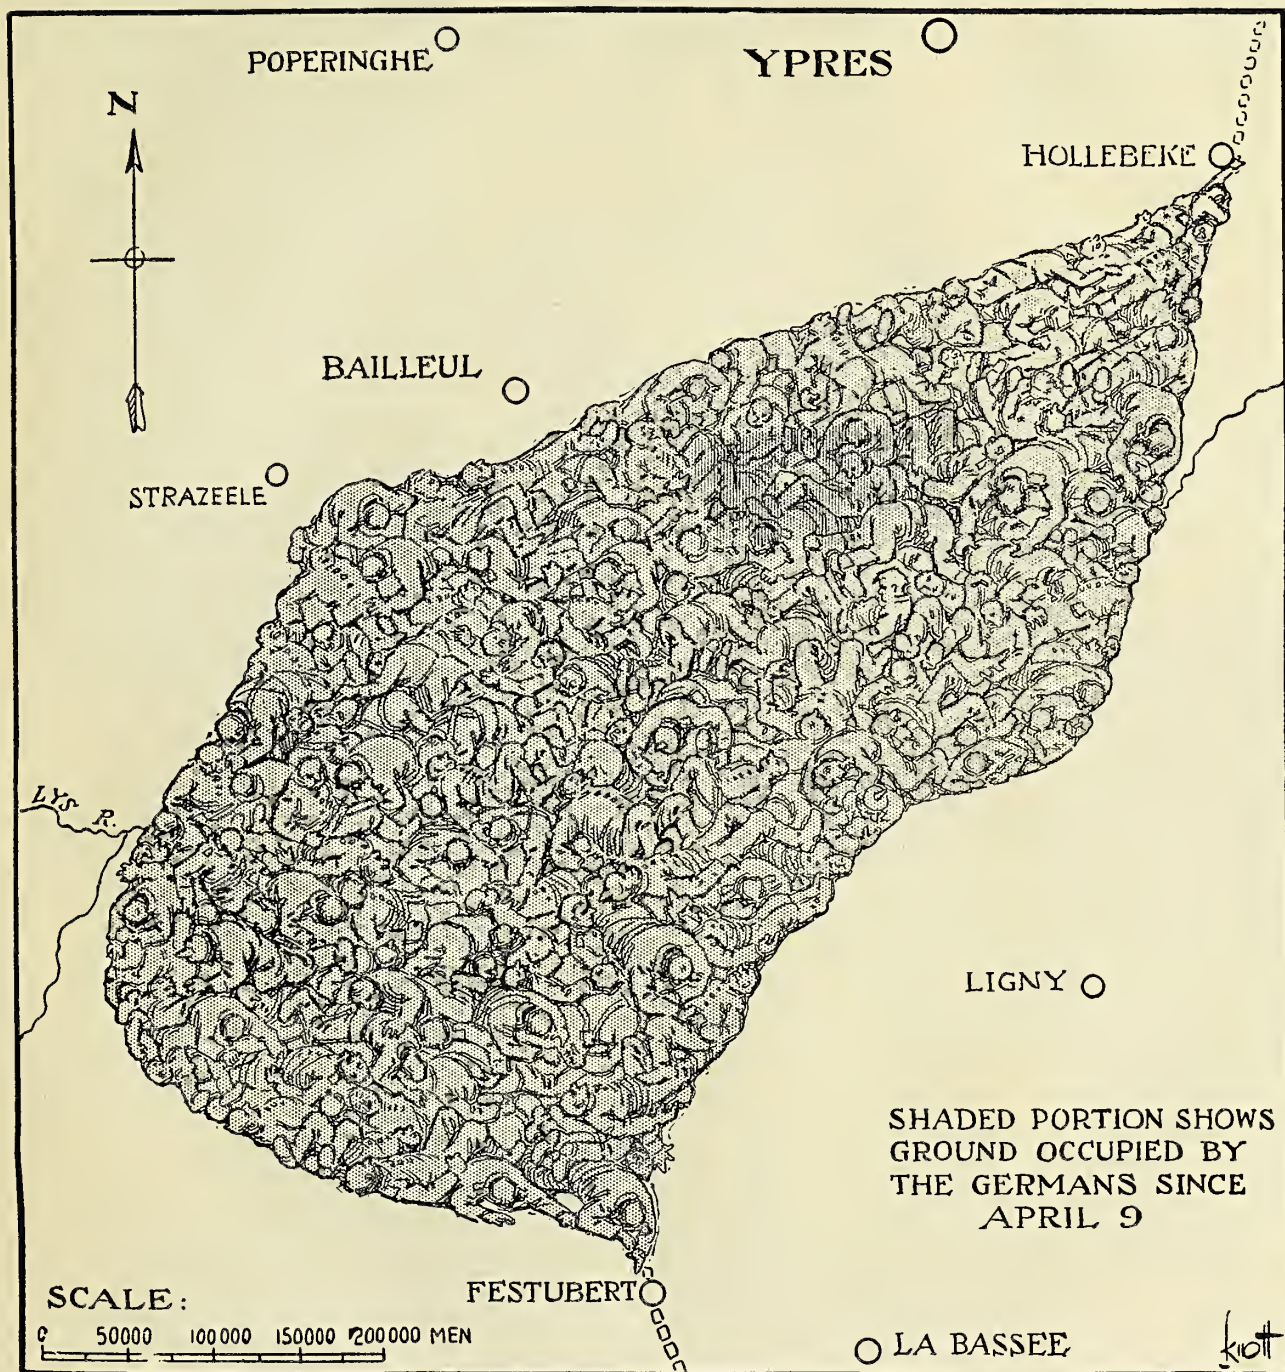 POPERINGHE
YPRES
N
HOLLEBEKE
BAILLEUL
STRAZEELE
LYS R.
LIGNY
SHADED PORTION SHOWS
GROUND OCCUPIED BY
THE GERMANS SINCE
APRIL 9
FESTUBERT
SCALE:
0 50000 100000 150000 200000 MEN
LA BASSEE